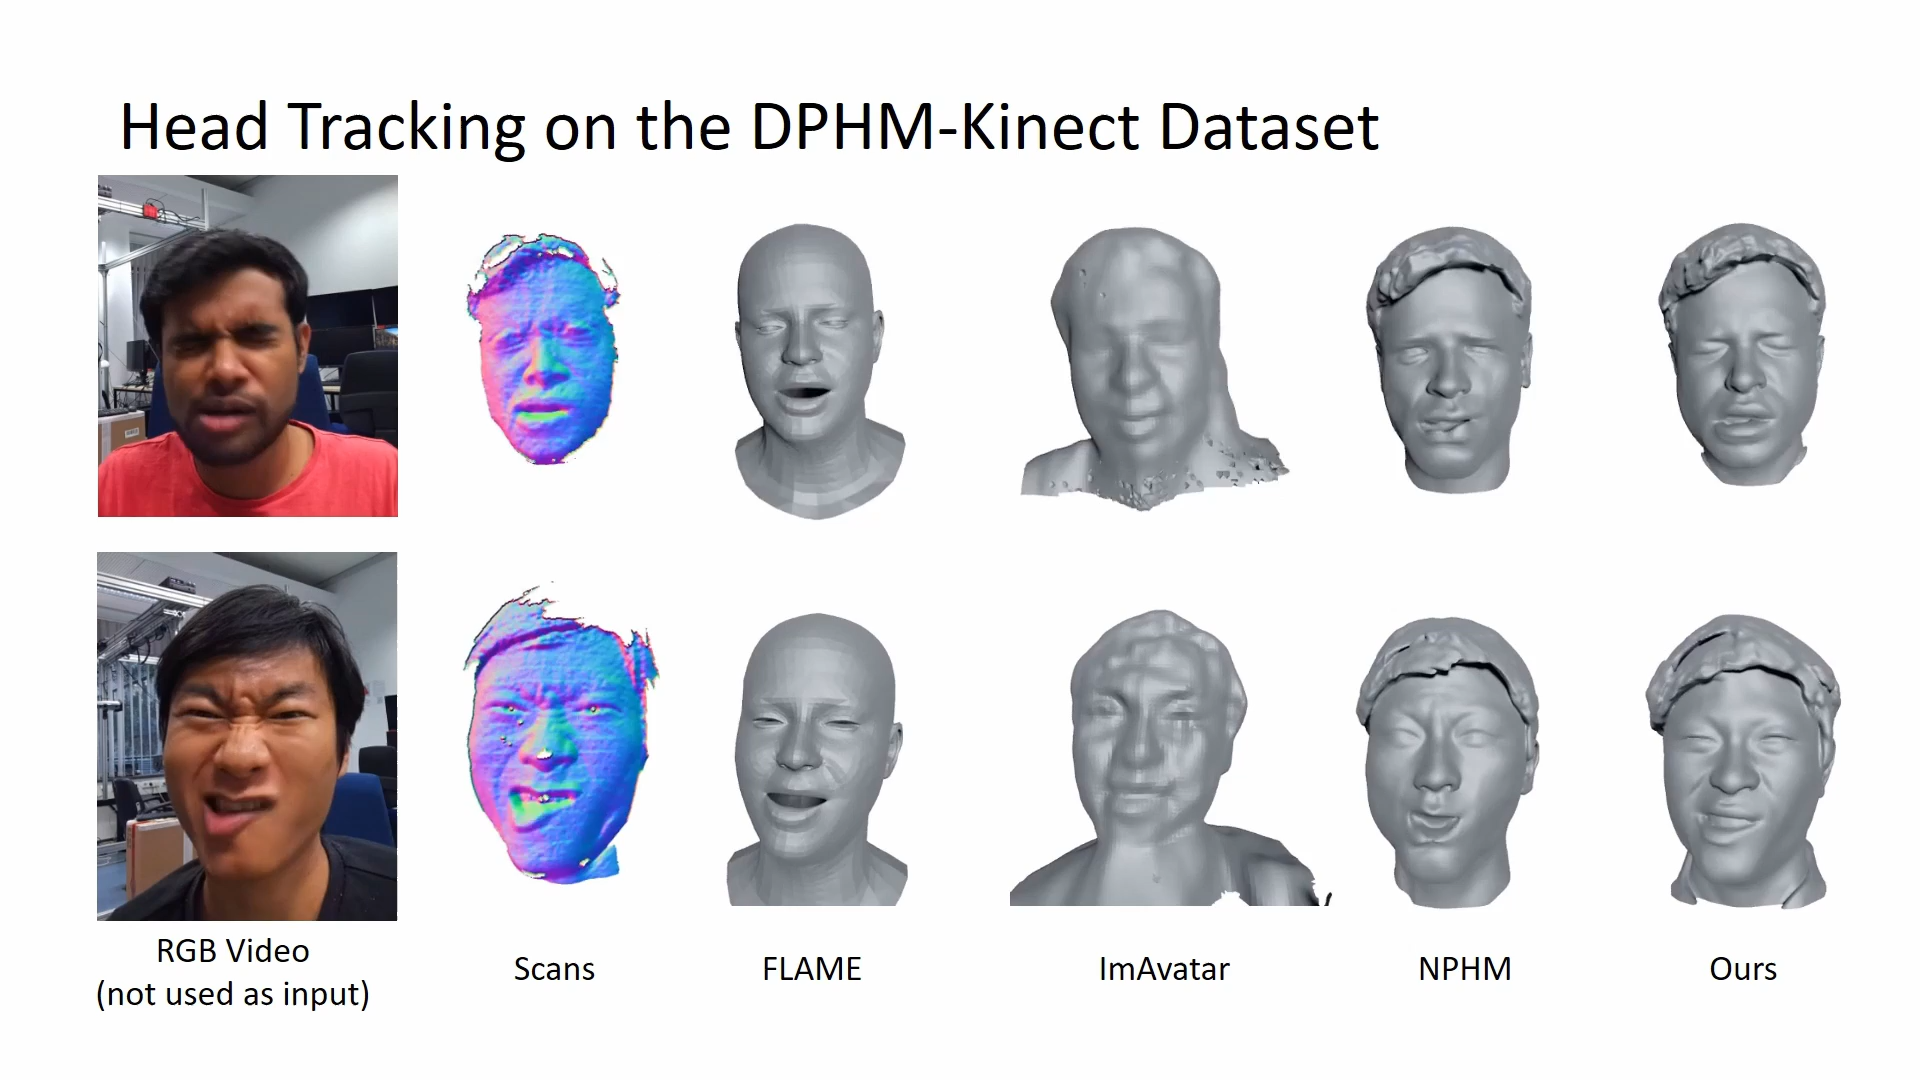 Head Tracking on the DPHM-Kinect Dataset
RGB Video
(not used as input)
Scans
FLAME
ImAvatar
NPHM
Ours